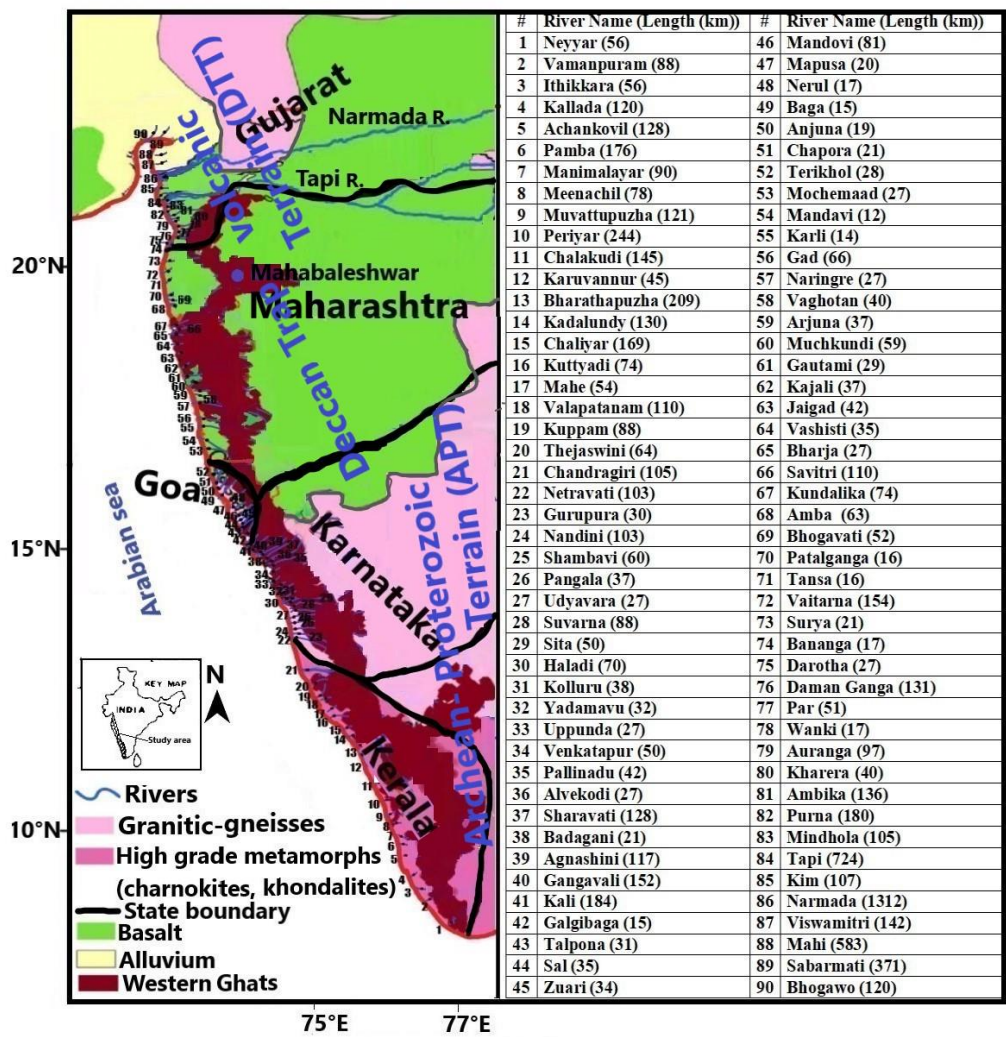 Gujarat
Narmada R.
Tapi R.
volcanic
Terrain(DTT)
Deccan Trap
Mahabaleshwar
Maharashtra
Goa
Arabian sea
Karnataka
Archean-Proterozoic
Terrain (APT)
Kerala
20°N
15°N
10°N
75°E
77°E
N
KEY MAP
INDIA
Study area
Rivers
Granitic-gneisses
High grade metamorphs
(charnokites, khondalites)
State boundary
Basalt
Alluvium
Western Ghats
# River Name (Length (km)) # River Name (Length (km))
1 Neyyar (56) 46 Mandovi (81)
2 Vamanpuram (88) 47 Mapusa (20)
3 Ithikkara (56) 48 Nerul (17)
4 Kallada (120) 49 Baga (15)
5 Achankovil (128) 50 Anjuna (19)
6 Pamba (176) 51 Chapora (21)
7 Manimalayar (90) 52 Terikhol (28)
8 Meenachil (78) 53 Mochemaad (27)
9 Muvattupuzha (121) 54 Mandavi (12)
10 Periyar (244) 55 Karli (14)
11 Chalakudi (145) 56 Gad (66)
12 Karuvannur (45) 57 Naringre (27)
13 Bharathapuzha (209) 58 Vaghotan (40)
14 Kadalundy (130) 59 Arjuna (37)
15 Chaliyar (169) 60 Muchkundi (59)
16 Kuttyadi (74) 61 Gautami (29)
17 Mahe (54) 62 Kajali (37)
18 Valapatanam (110) 63 Jaigad (42)
19 Kuppam (88) 64 Vashisti (35)
20 Thejaswini (64) 65 Bharja (27)
21 Chandragiri (105) 66 Savitri (110)
22 Netravati (103) 67 Kundalika (74)
23 Gurupura (30) 68 Amba (63)
24 Nandini (103) 69 Bhogavati (52)
25 Shambavi (60) 70 Patalganga (16)
26 Pangala (37) 71 Tansa (16)
27 Udyavara (27) 72 Vaitarna (154)
28 Suvarna (88) 73 Surya (21)
29 Sita (50) 74 Bananga (17)
30 Haladi (70) 75 Darotha (27)
31 Kolluru (38) 76 Daman Ganga (131)
32 Yadamavu (32) 77 Par (51)
33 Uppunda (27) 78 Wanki (17)
34 Venkatapur (50) 79 Auranga (97)
35 Pallinadu (42) 80 Kharera (40)
36 Alvekodi (27) 81 Ambika (136)
37 Sharavati (128) 82 Purna (180)
38 Badagani (21) 83 Mindhola (105)
39 Agnashini (117) 84 Tapi (724)
40 Gangavali (152) 85 Kim (107)
41 Kali (184) 86 Narmada (1312)
42 Galgibaga (15) 87 Viswamitri (142)
43 Talpona (31) 88 Mahi (583)
44 Sal (35) 89 Sabarmati (371)
45 Zuari (34) 90 Bhogawo (120)